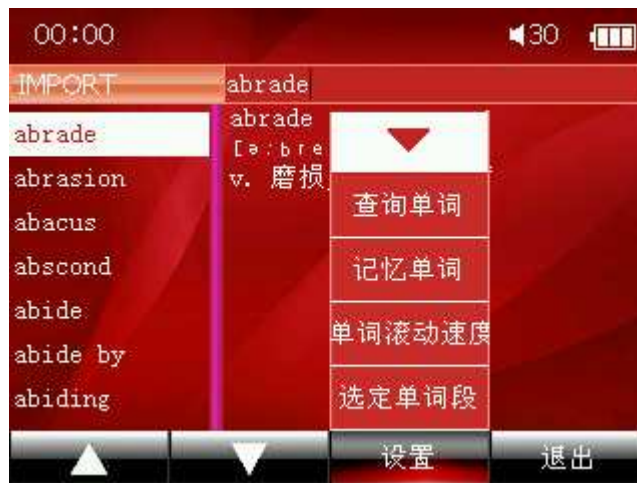 00:00
30
IMPORT
abrade
abrade
abrasion
abacus
abscond
abide
abide by
abiding
abrade
[ə:bre
v. 磨损
查询单词
记忆单词
单词滚动速度
选定单词段
设置
退出